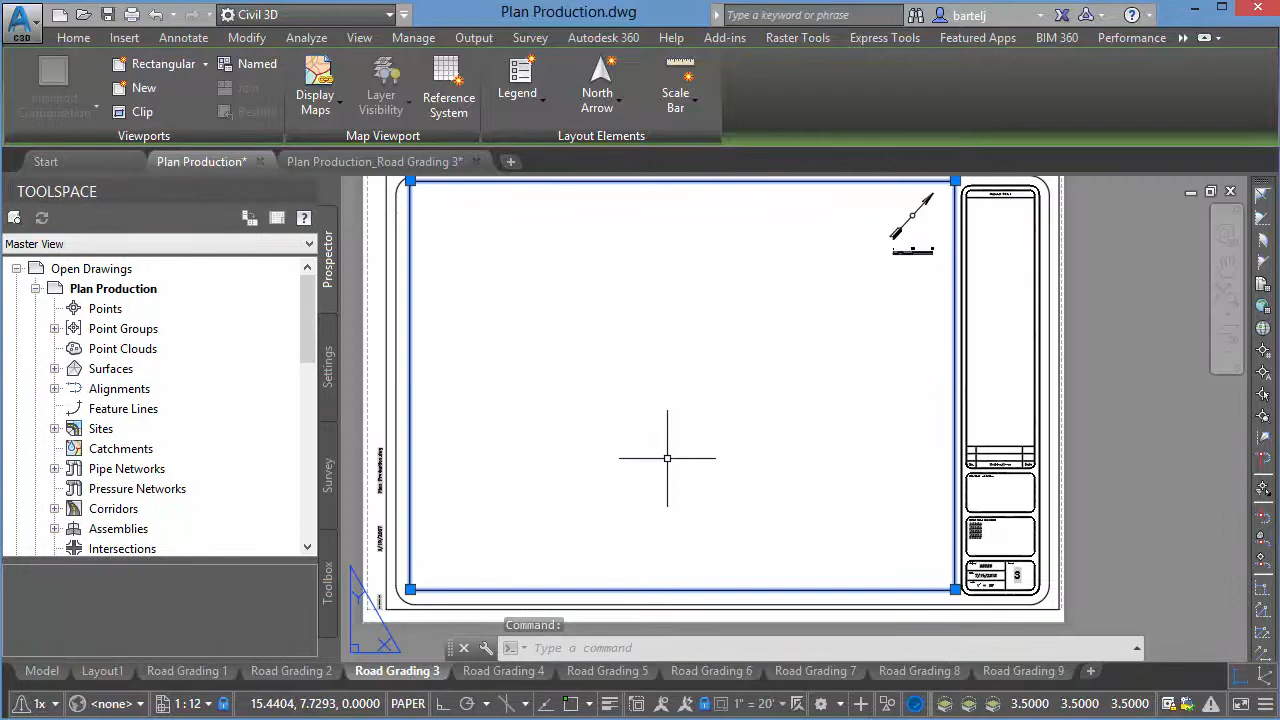 Civil 3D
Plan Production.dwg
Type a keyword or phrase
bartelj
C3D
Home Insert Annotate Modify Analyze View Manage Output Survey Autodesk 360 Help Add-ins Raster Tools Express Tools Featured Apps BIM 360 Performance
Rectangular Named
New Join
Clip
Display Maps
Layer Visibility
Reference System
Legend
North Arrow
Scale Bar
Viewports Map Viewport Layout Elements
Start Plan Production* Plan Production_Road Grading 3*
TOOLSPACE
Master View
Open Drawings
Plan Production
Points
Point Groups
Point Clouds
Surfaces
Alignments
Feature Lines
Sites
Catchments
Pipe Networks
Pressure Networks
Corridors
Assemblies
Intersections
Prospector
Settings
Survey
Toolbox
3
Y
X
Command:
Type a command
Model Layout1 Road Grading 1 Road Grading 2 Road Grading 3 Road Grading 4 Road Grading 5 Road Grading 6 Road Grading 7 Road Grading 8 Road Grading 9
1x <none> 1:12 15.4404, 7.7293, 0.0000 PAPER 1" = 20' 3.5000 3.5000 3.5000